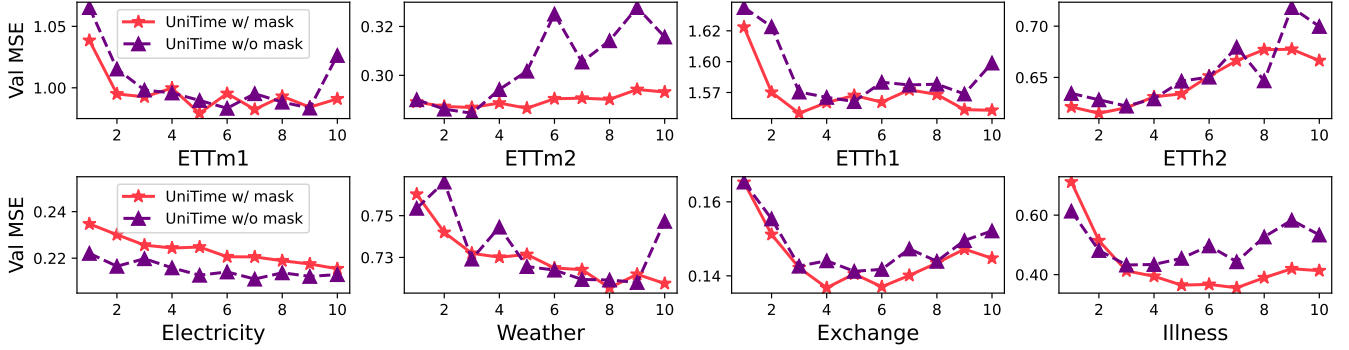 Val MSE
1.05
1.00
UniTime w/ mask
UniTime w/o mask
2 4 6 8 10
ETTm1
0.32
0.30
2 4 6 8 10
ETTm2
1.62
1.60
1.57
2 4 6 8 10
ETTh1
0.70
0.65
2 4 6 8 10
ETTh2
Val MSE
0.24
0.22
UniTime w/ mask
UniTime w/o mask
2 4 6 8 10
Electricity
0.75
0.73
2 4 6 8 10
Weather
0.16
0.14
2 4 6 8 10
Exchange
0.60
0.40
2 4 6 8 10
Illness